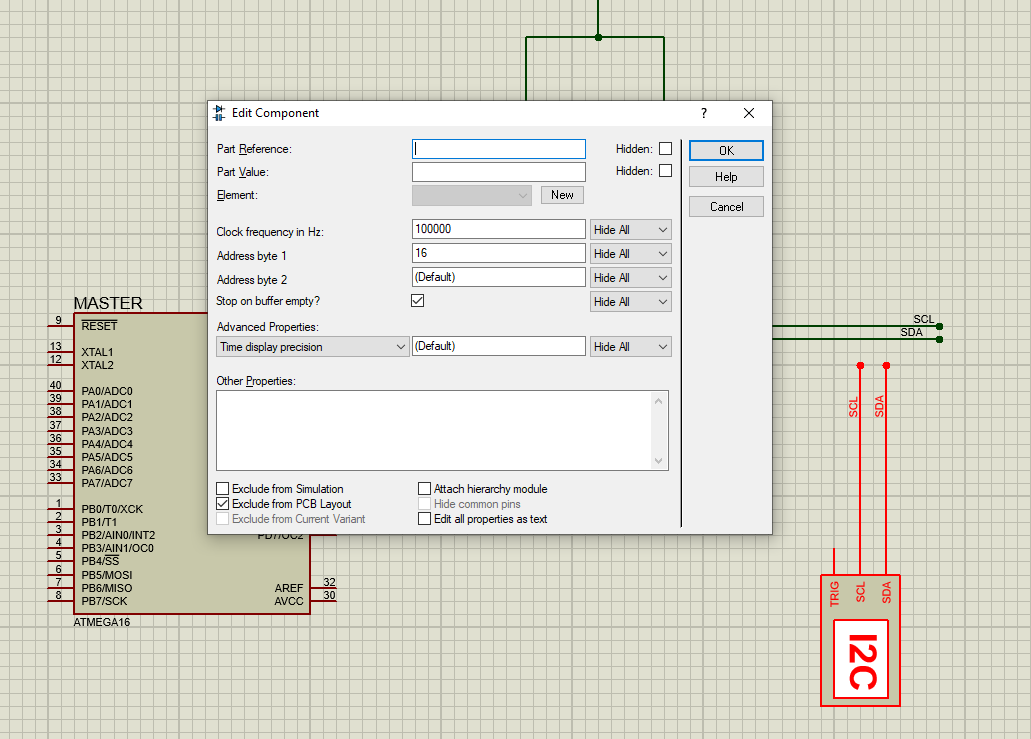 Edit Component
?
Part Reference:
Hidden:
OK
Part Value:
Hidden:
Help
Element:
New
Cancel
Clock frequency in Hz:
100000
Hide All
Address byte 1
16
Hide All
Address byte 2
(Default)
Hide All
Stop on buffer empty?
Hide All
Advanced Properties:
Time display precision
(Default)
Hide All
Other Properties:
Exclude from Simulation
Attach hierarchy module
Exclude from PCB Layout
Hide common pins
Exclude from Current Variant
Edit all properties as text
MASTER
9
RESET
13
XTAL1
12
XTAL2
40
PA0/ADC0
39
PA1/ADC1
38
PA2/ADC2
37
PA3/ADC3
36
PA4/ADC4
35
PA5/ADC5
34
PA6/ADC6
33
PA7/ADC7
1
PB0/T0/XCK
2
PB1/T1
3
PB2/AIN0/INT2
PD7/OC2
4
PB3/AIN1/OC0
5
PB4/SS
6
PB5/MOSI
7
PB6/MISO
AREF
32
8
PB7/SCK
AVCC
30
ATMEGA16
SCL
SDA
SCL
SDA
TRIG
SCL
SDA
I2C